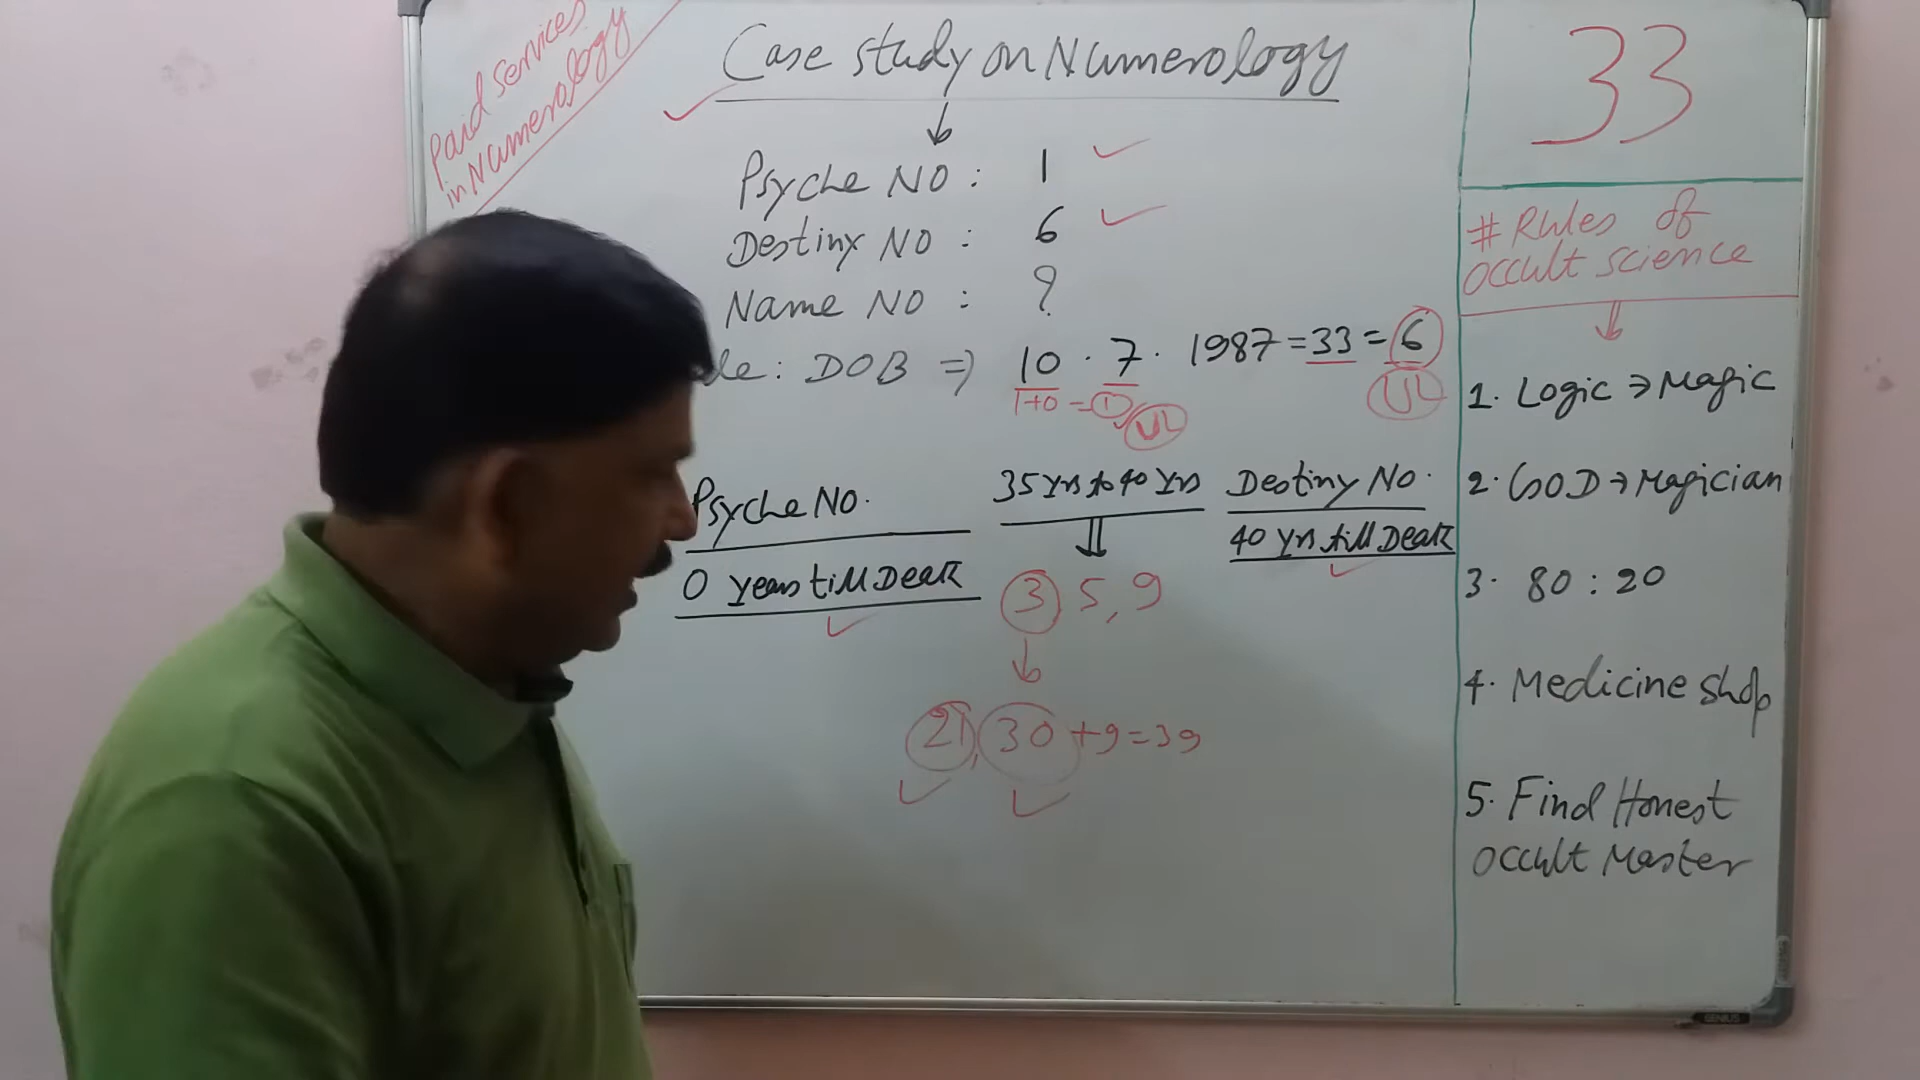 Paid Services
in Numerology
Case study on Numerology
Psyche NO : 1
Destiny NO : 6
Name NO : ?
DOB => 10 . 7 . 1987 = 33 = 6
1+0 = 1 UL
UL
Psyche NO.
0 years till Death
35 Yrs to 40 Yrs
3, 5, 9
21, 30 + 9 = 39
Destiny No.
40 yrs till Death
33
# Rules of
occult science
1. Logic → Magic
2. GOD → Magician
3. 80 : 20
4. Medicine shop
5. Find Honest
occult Master
GENIUS